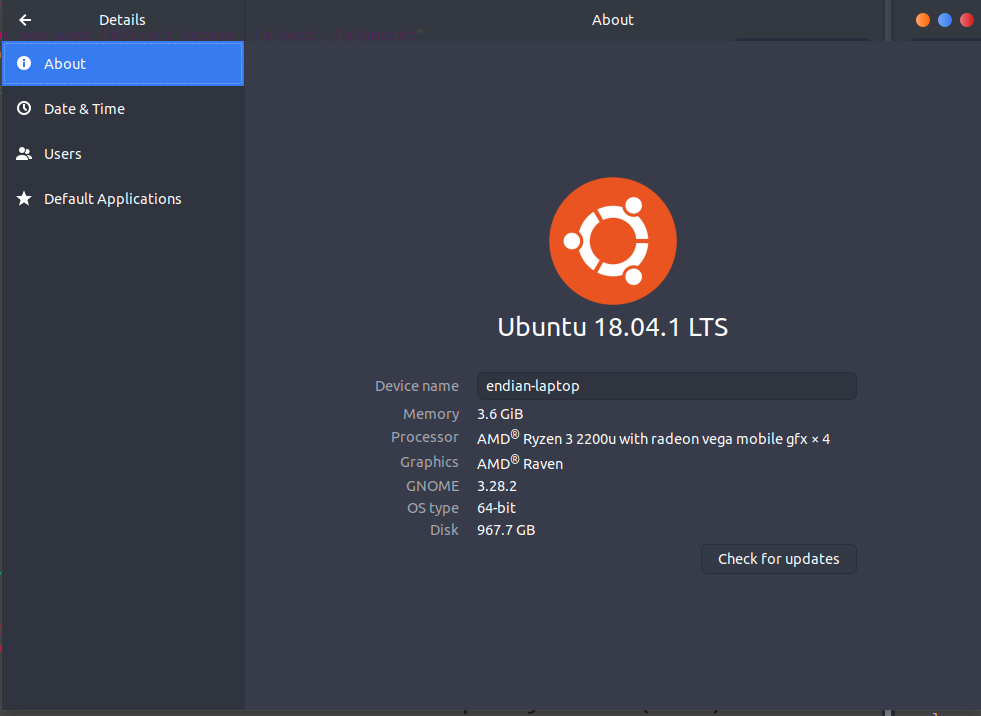 Details
About
About
Date & Time
Users
Default Applications
Ubuntu 18.04.1 LTS
Device name endian-laptop
Memory 3.6 GiB
Processor AMD® Ryzen 3 2200u with radeon vega mobile gfx × 4
Graphics AMD® Raven
GNOME 3.28.2
OS type 64-bit
Disk 967.7 GB
Check for updates